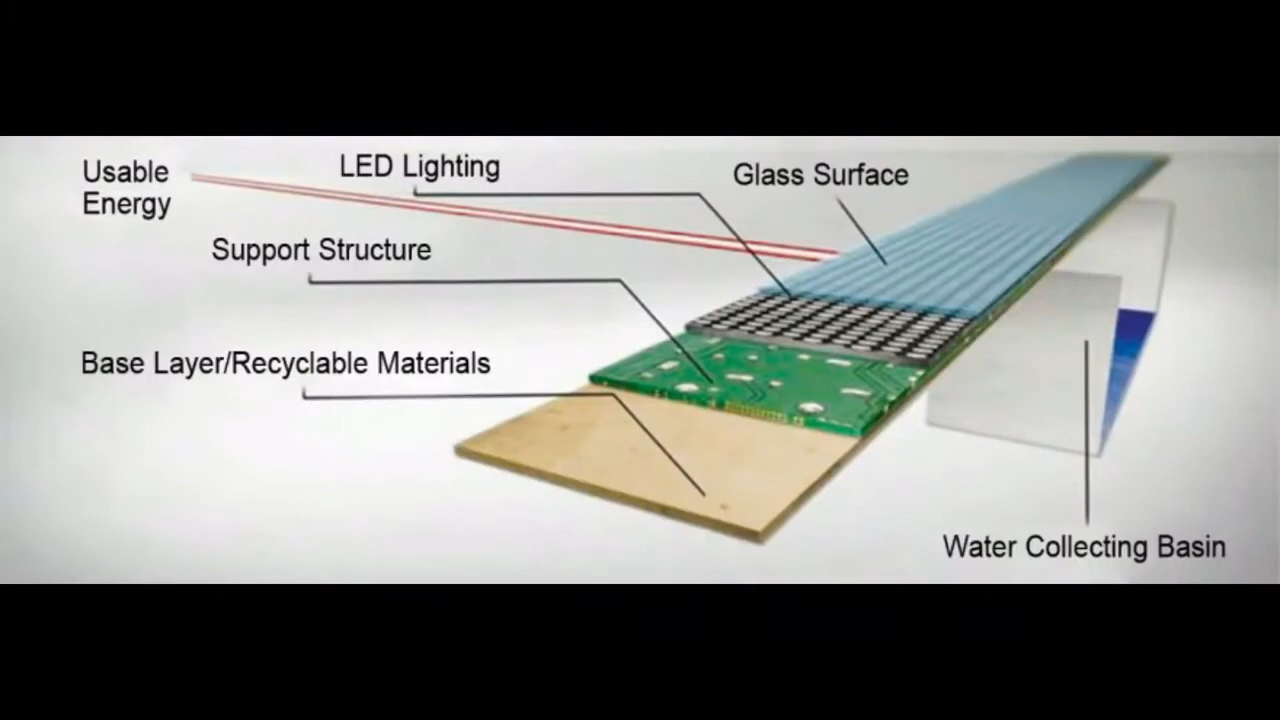 Usable
Energy
LED Lighting
Glass Surface
Support Structure
Base Layer/Recyclable Materials
Water Collecting Basin